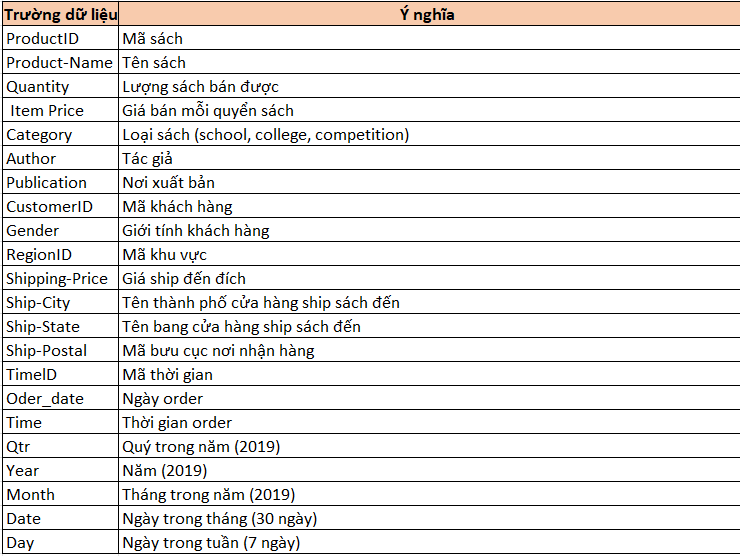 Trường dữ liệu Ý nghĩa
ProductID Mã sách
Product-Name Tên sách
Quantity Lượng sách bán được
Item Price Giá bán mỗi quyển sách
Category Loại sách (school, college, competition)
Author Tác giả
Publication Nơi xuất bản
CustomerID Mã khách hàng
Gender Giới tính khách hàng
RegionID Mã khu vực
Shipping-Price Giá ship đến đích
Ship-City Tên thành phố cửa hàng ship sách đến
Ship-State Tên bang cửa hàng ship sách đến
Ship-Postal Mã bưu cục nơi nhận hàng
TimeID Mã thời gian
Oder_date Ngày order
Time Thời gian order
Qtr Quý trong năm (2019)
Year Năm (2019)
Month Tháng trong năm (2019)
Date Ngày trong tháng (30 ngày)
Day Ngày trong tuần (7 ngày)